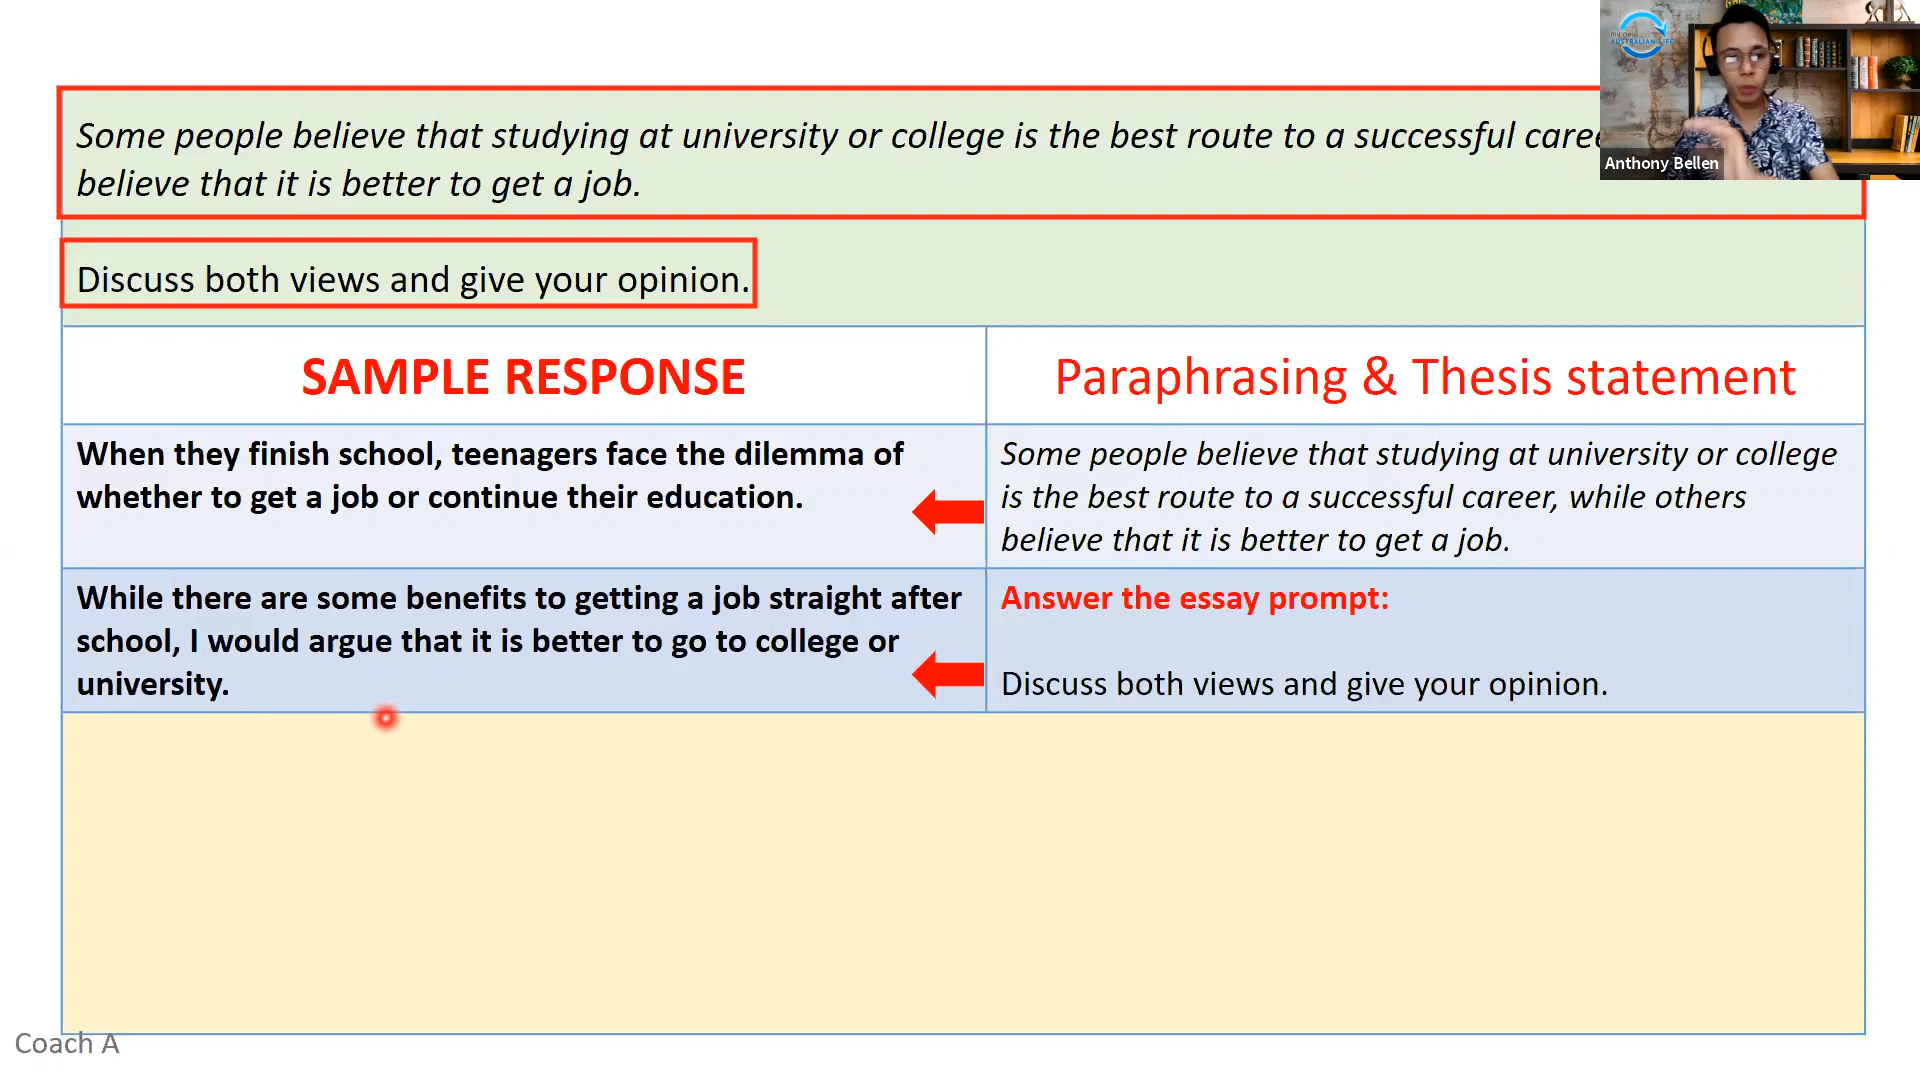 my new
AUSTRALIAN LIFE
Some people believe that studying at university or college is the best route to a successful caree
believe that it is better to get a job.
Anthony Bellen
Discuss both views and give your opinion.
SAMPLE RESPONSE
Paraphrasing & Thesis statement
When they finish school, teenagers face the dilemma of
whether to get a job or continue their education.
Some people believe that studying at university or college
is the best route to a successful career, while others
believe that it is better to get a job.
While there are some benefits to getting a job straight after
school, I would argue that it is better to go to college or
university.
Answer the essay prompt:
Discuss both views and give your opinion.
Coach A